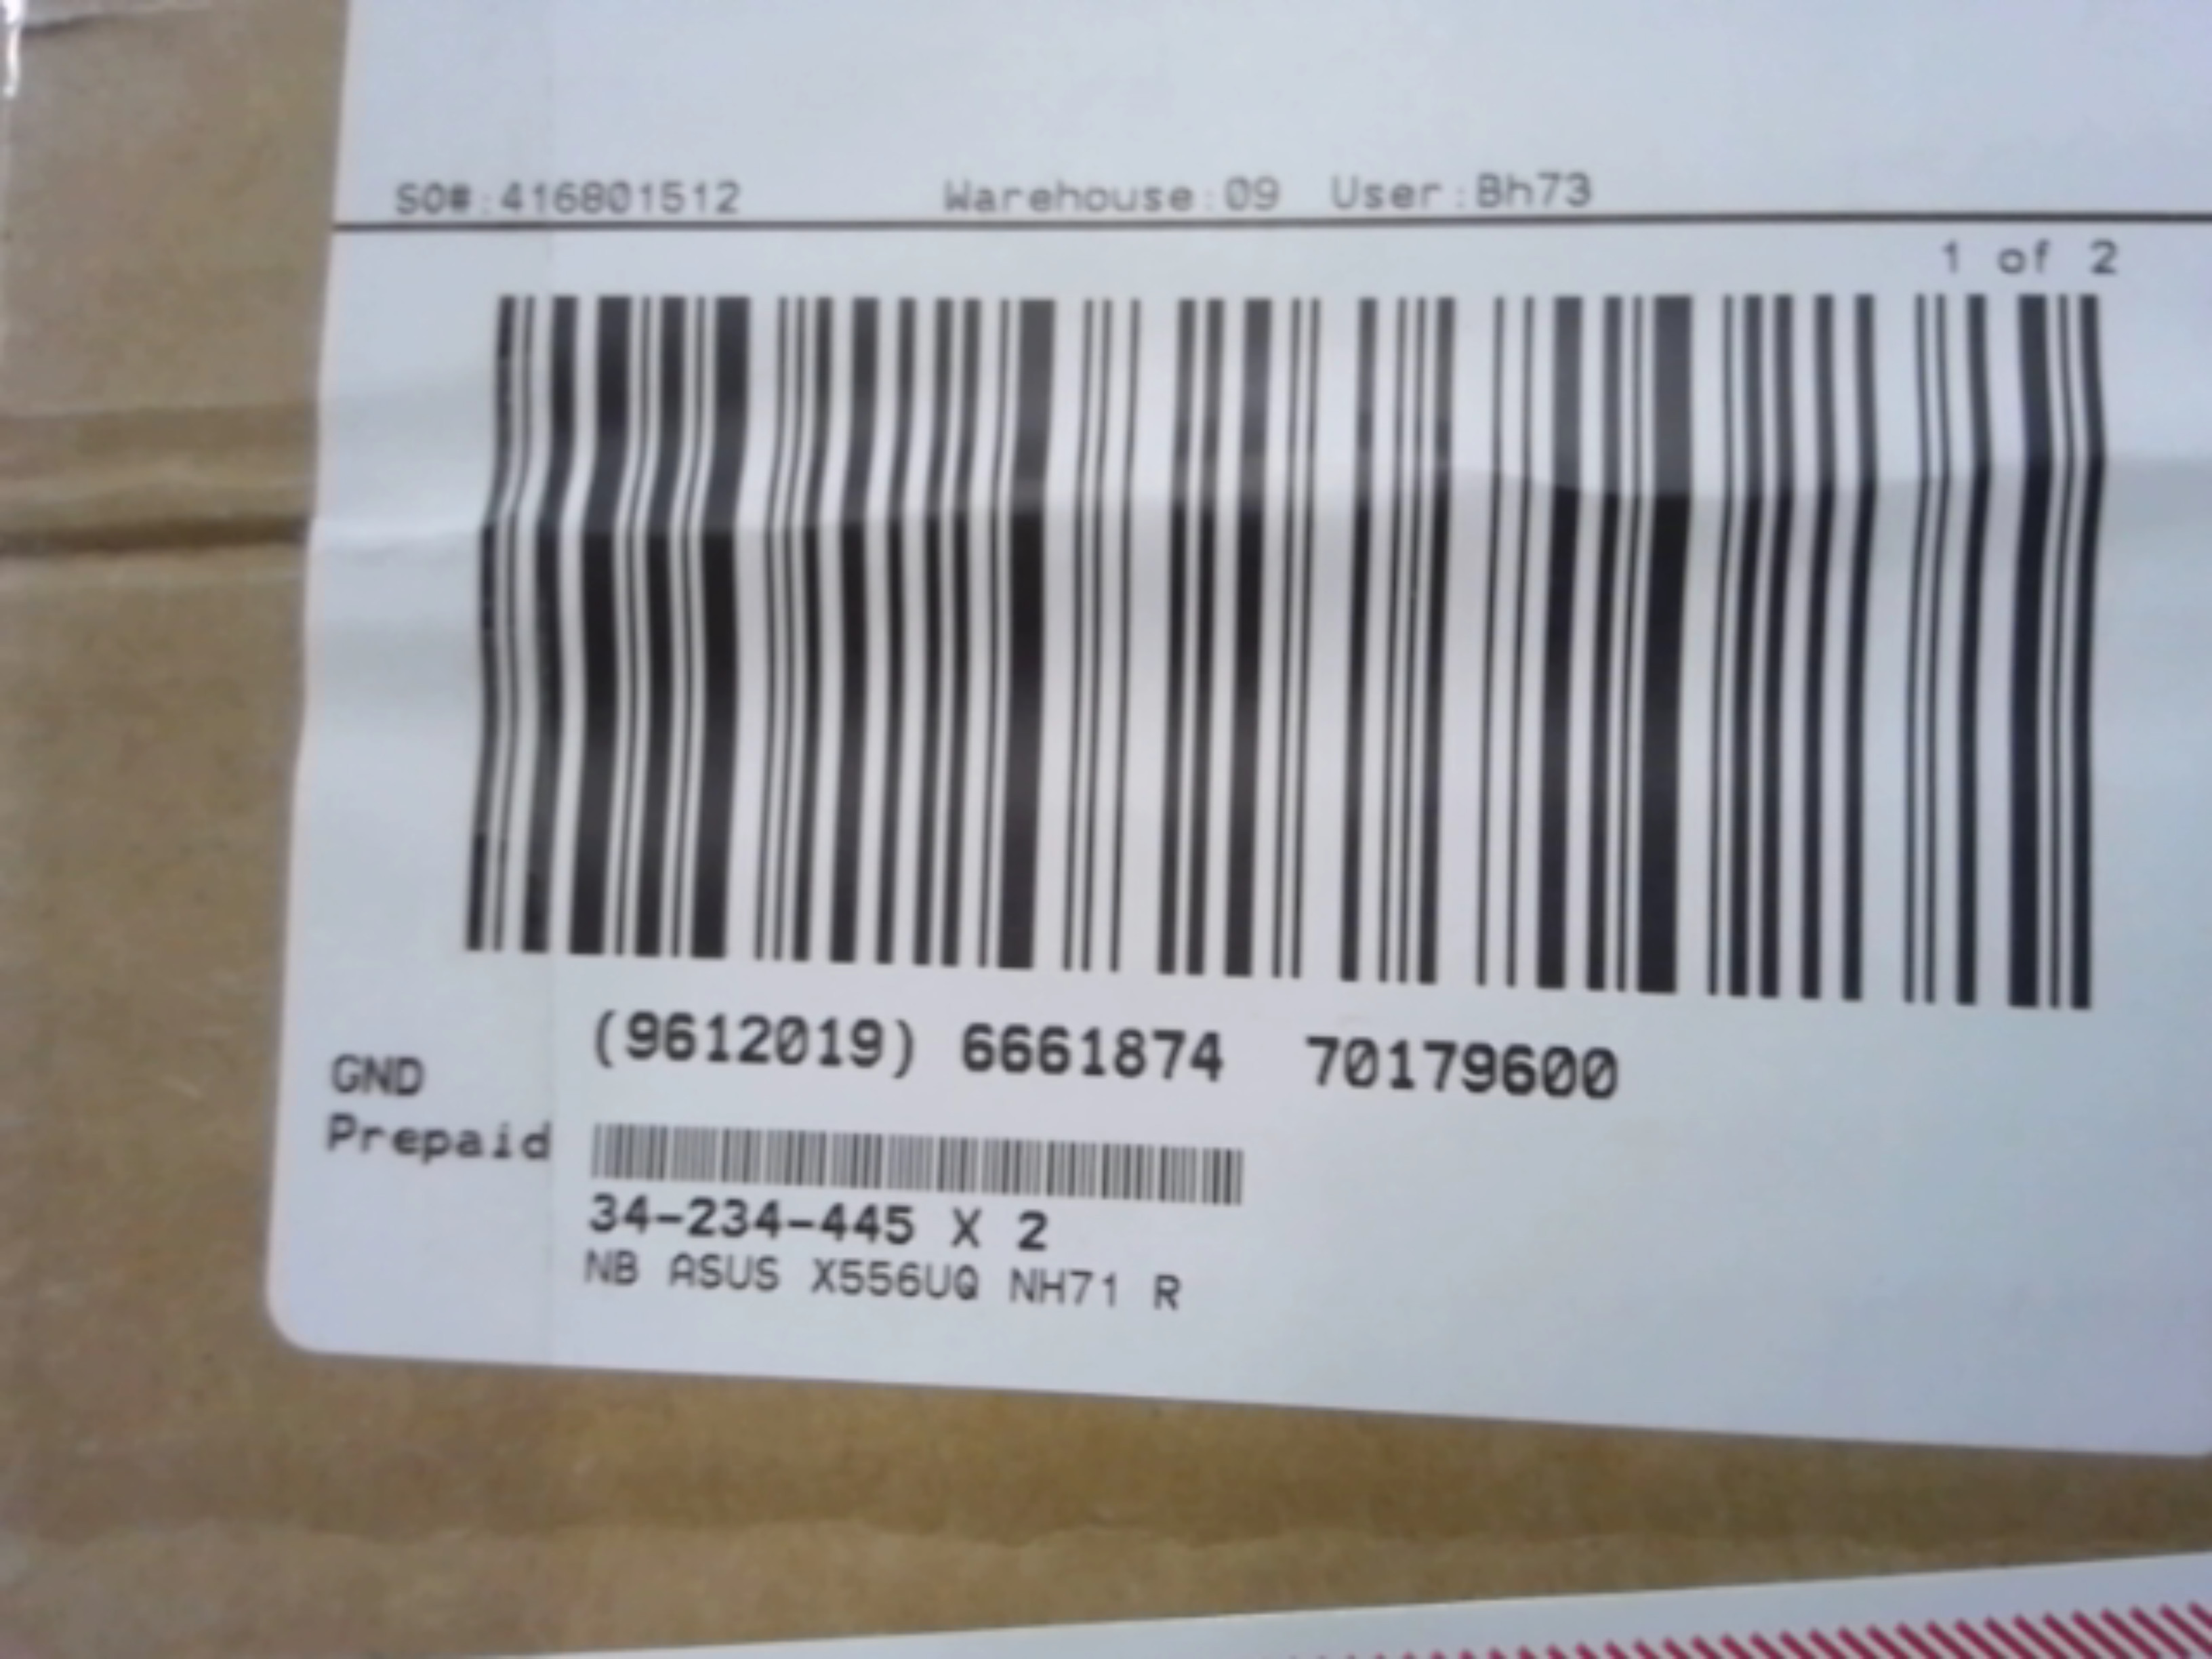 SO#:416801512 Warehouse:09 User:Bh73
1 of 2
(9612019) 6661874 70179600
GND
Prepaid
34-234-445 X 2
NB ASUS X556UQ NH71 R